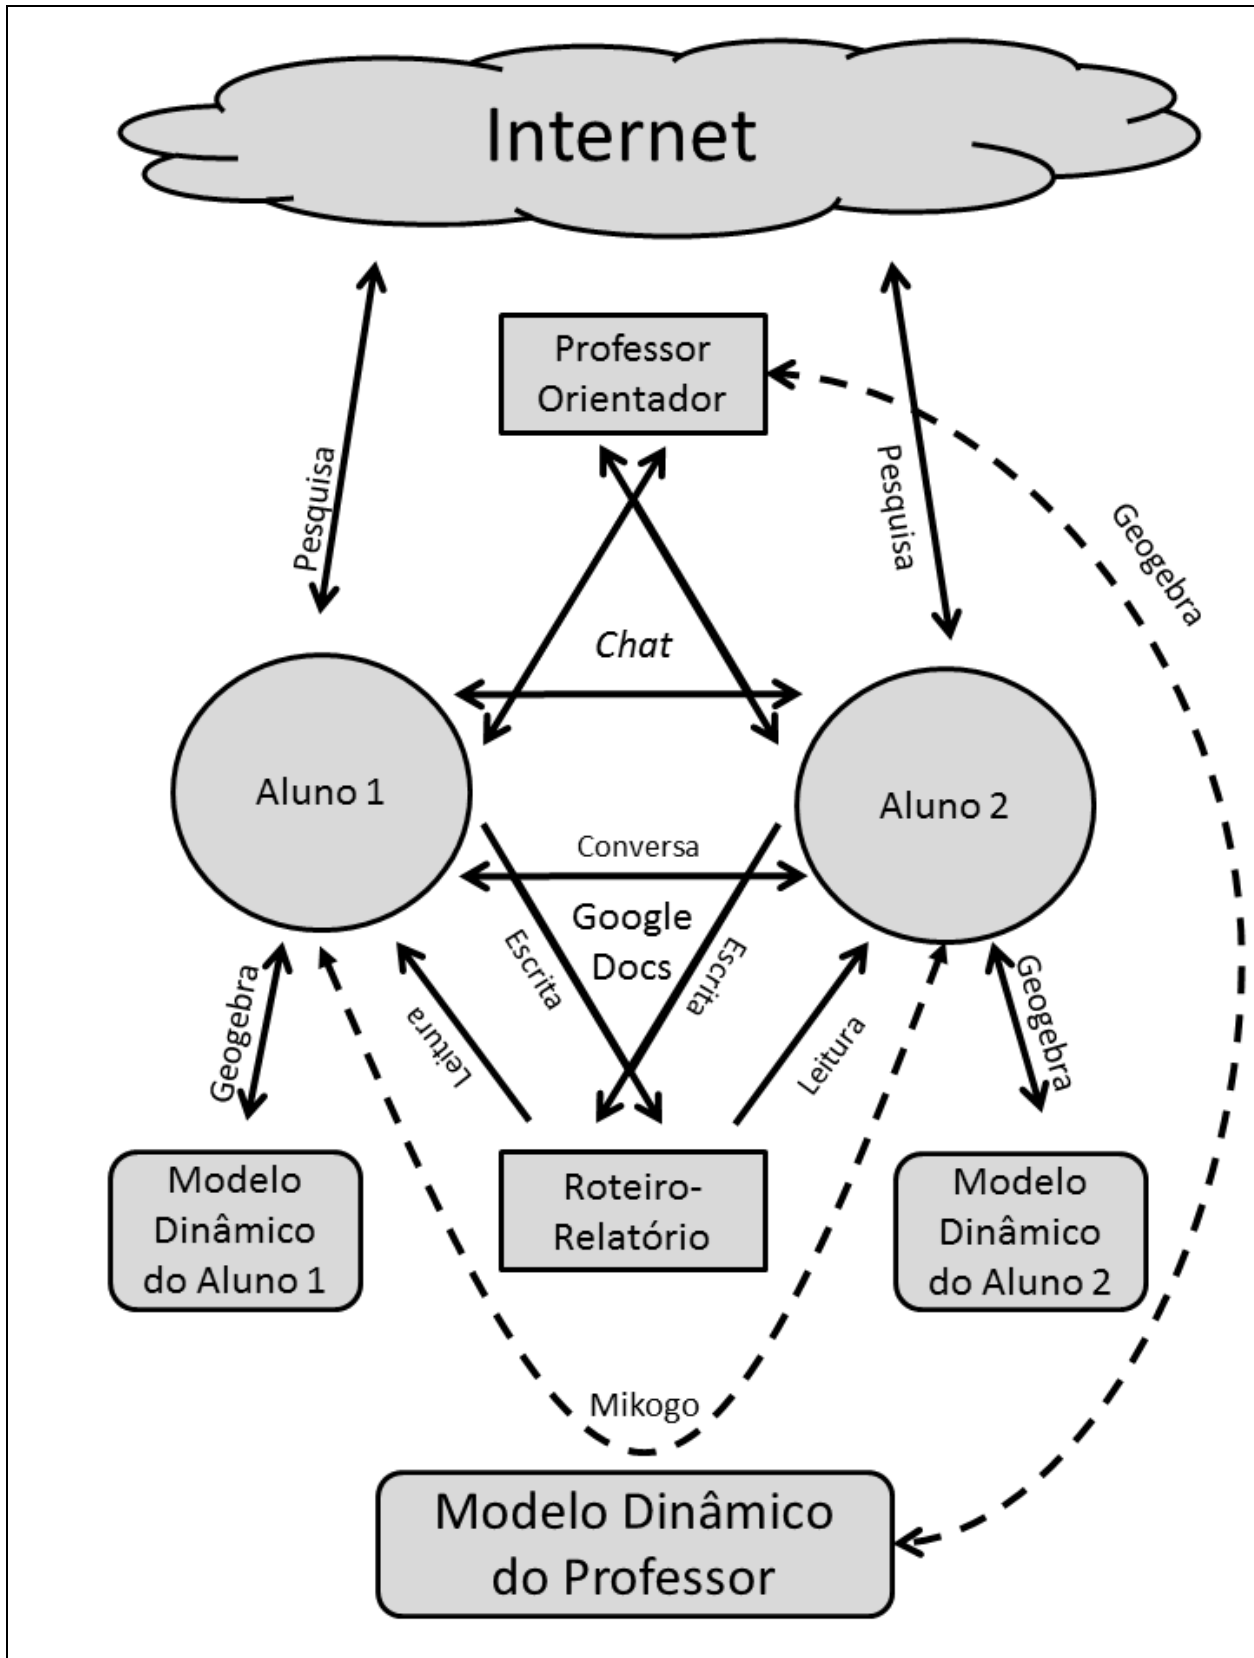 Internet
Professor
Orientador
Pesquisa
Pesquisa
Geogebra
Chat
Aluno 1
Aluno 2
Conversa
Google
Docs
Escrita
Escrita
Geogebra
Leitura
Leitura
Geogebra
Modelo
Dinâmico
do Aluno 1
Roteiro-
Relatório
Modelo
Dinâmico
do Aluno 2
Mikogo
Modelo Dinâmico
do Professor